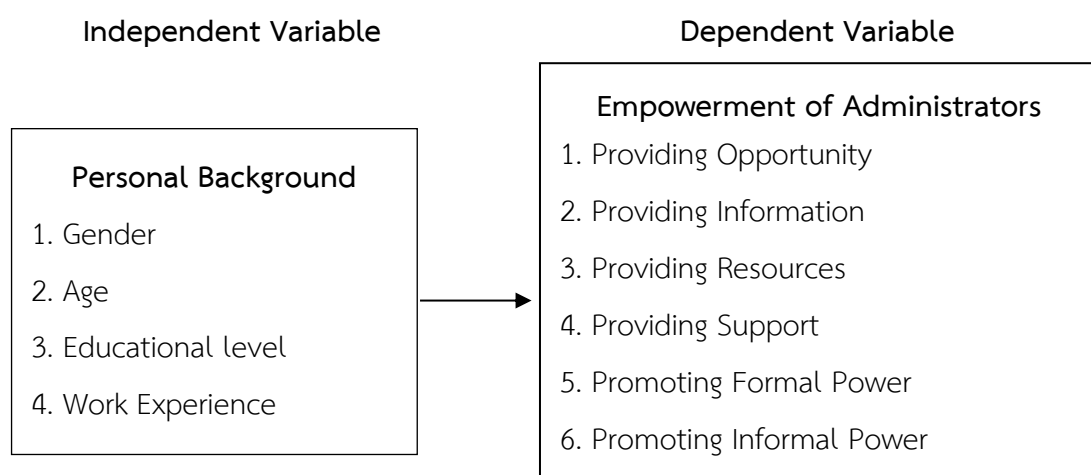 Independent Variable
Dependent Variable
Personal Background
1. Gender
2. Age
3. Educational level
4. Work Experience
Empowerment of Administrators
1. Providing Opportunity
2. Providing Information
3. Providing Resources
4. Providing Support
5. Promoting Formal Power
6. Promoting Informal Power